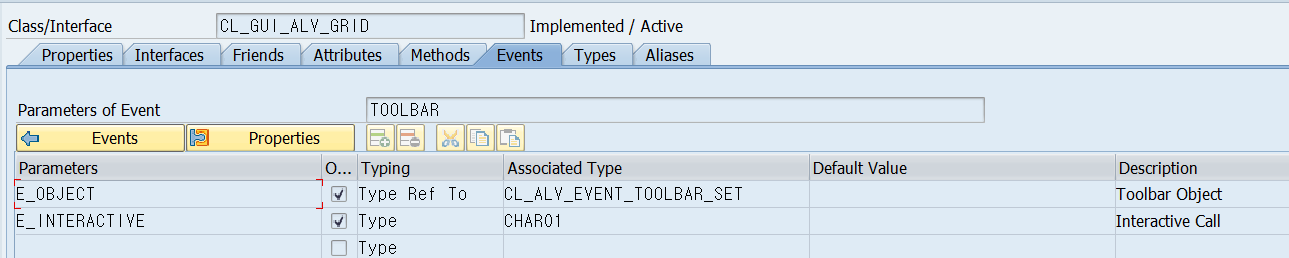 Class/Interface CL_GUI_ALV_GRID Implemented / Active
Properties Interfaces Friends Attributes Methods Events Types Aliases
Parameters of Event TOOLBAR
Events Properties
Parameters O... Typing Associated Type Default Value Description
E_OBJECT Type Ref To CL_ALV_EVENT_TOOLBAR_SET Toolbar Object
E_INTERACTIVE Type CHAR01 Interactive Call
Type